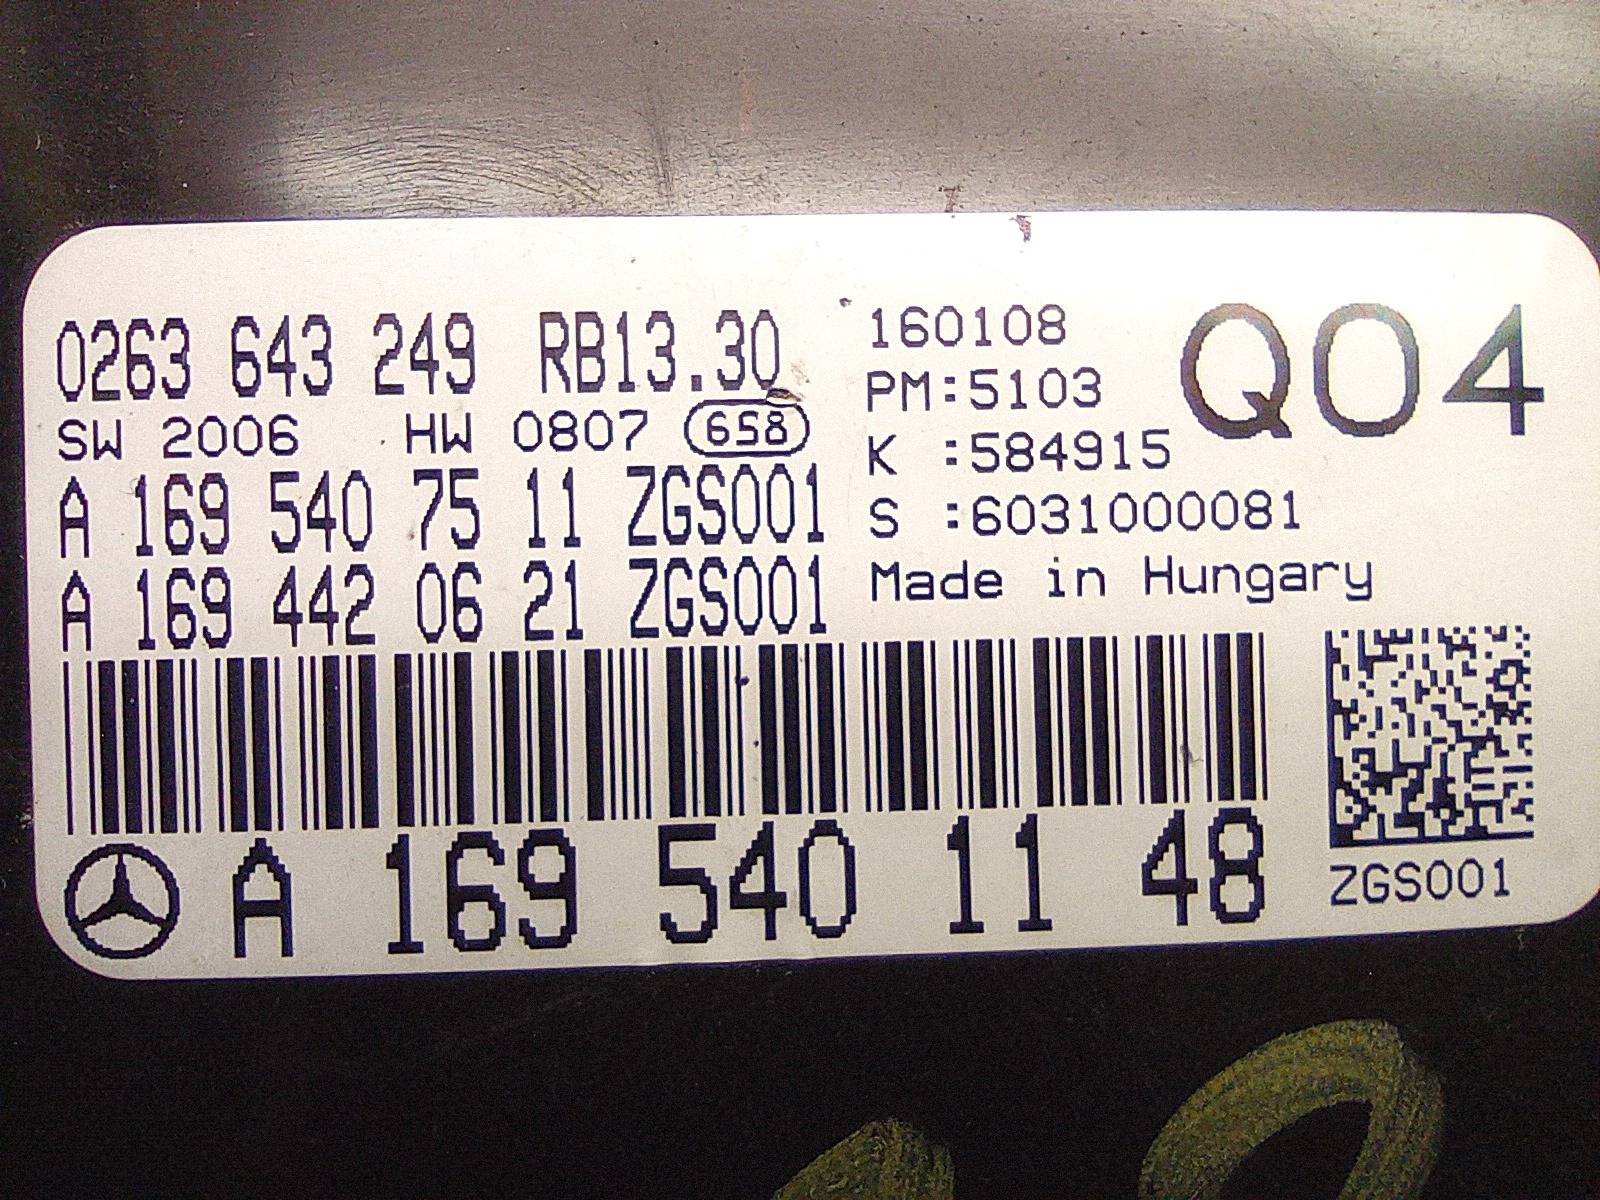 0263 643 249 RB13.30
SW 2006 HW 0807 658
A 169 540 75 11 ZGS001
A 169 442 06 21 ZGS001
160108
PM:5103
K :584915
S :6031000081
Made in Hungary
Q04
A 169 540 11 48
ZGS001